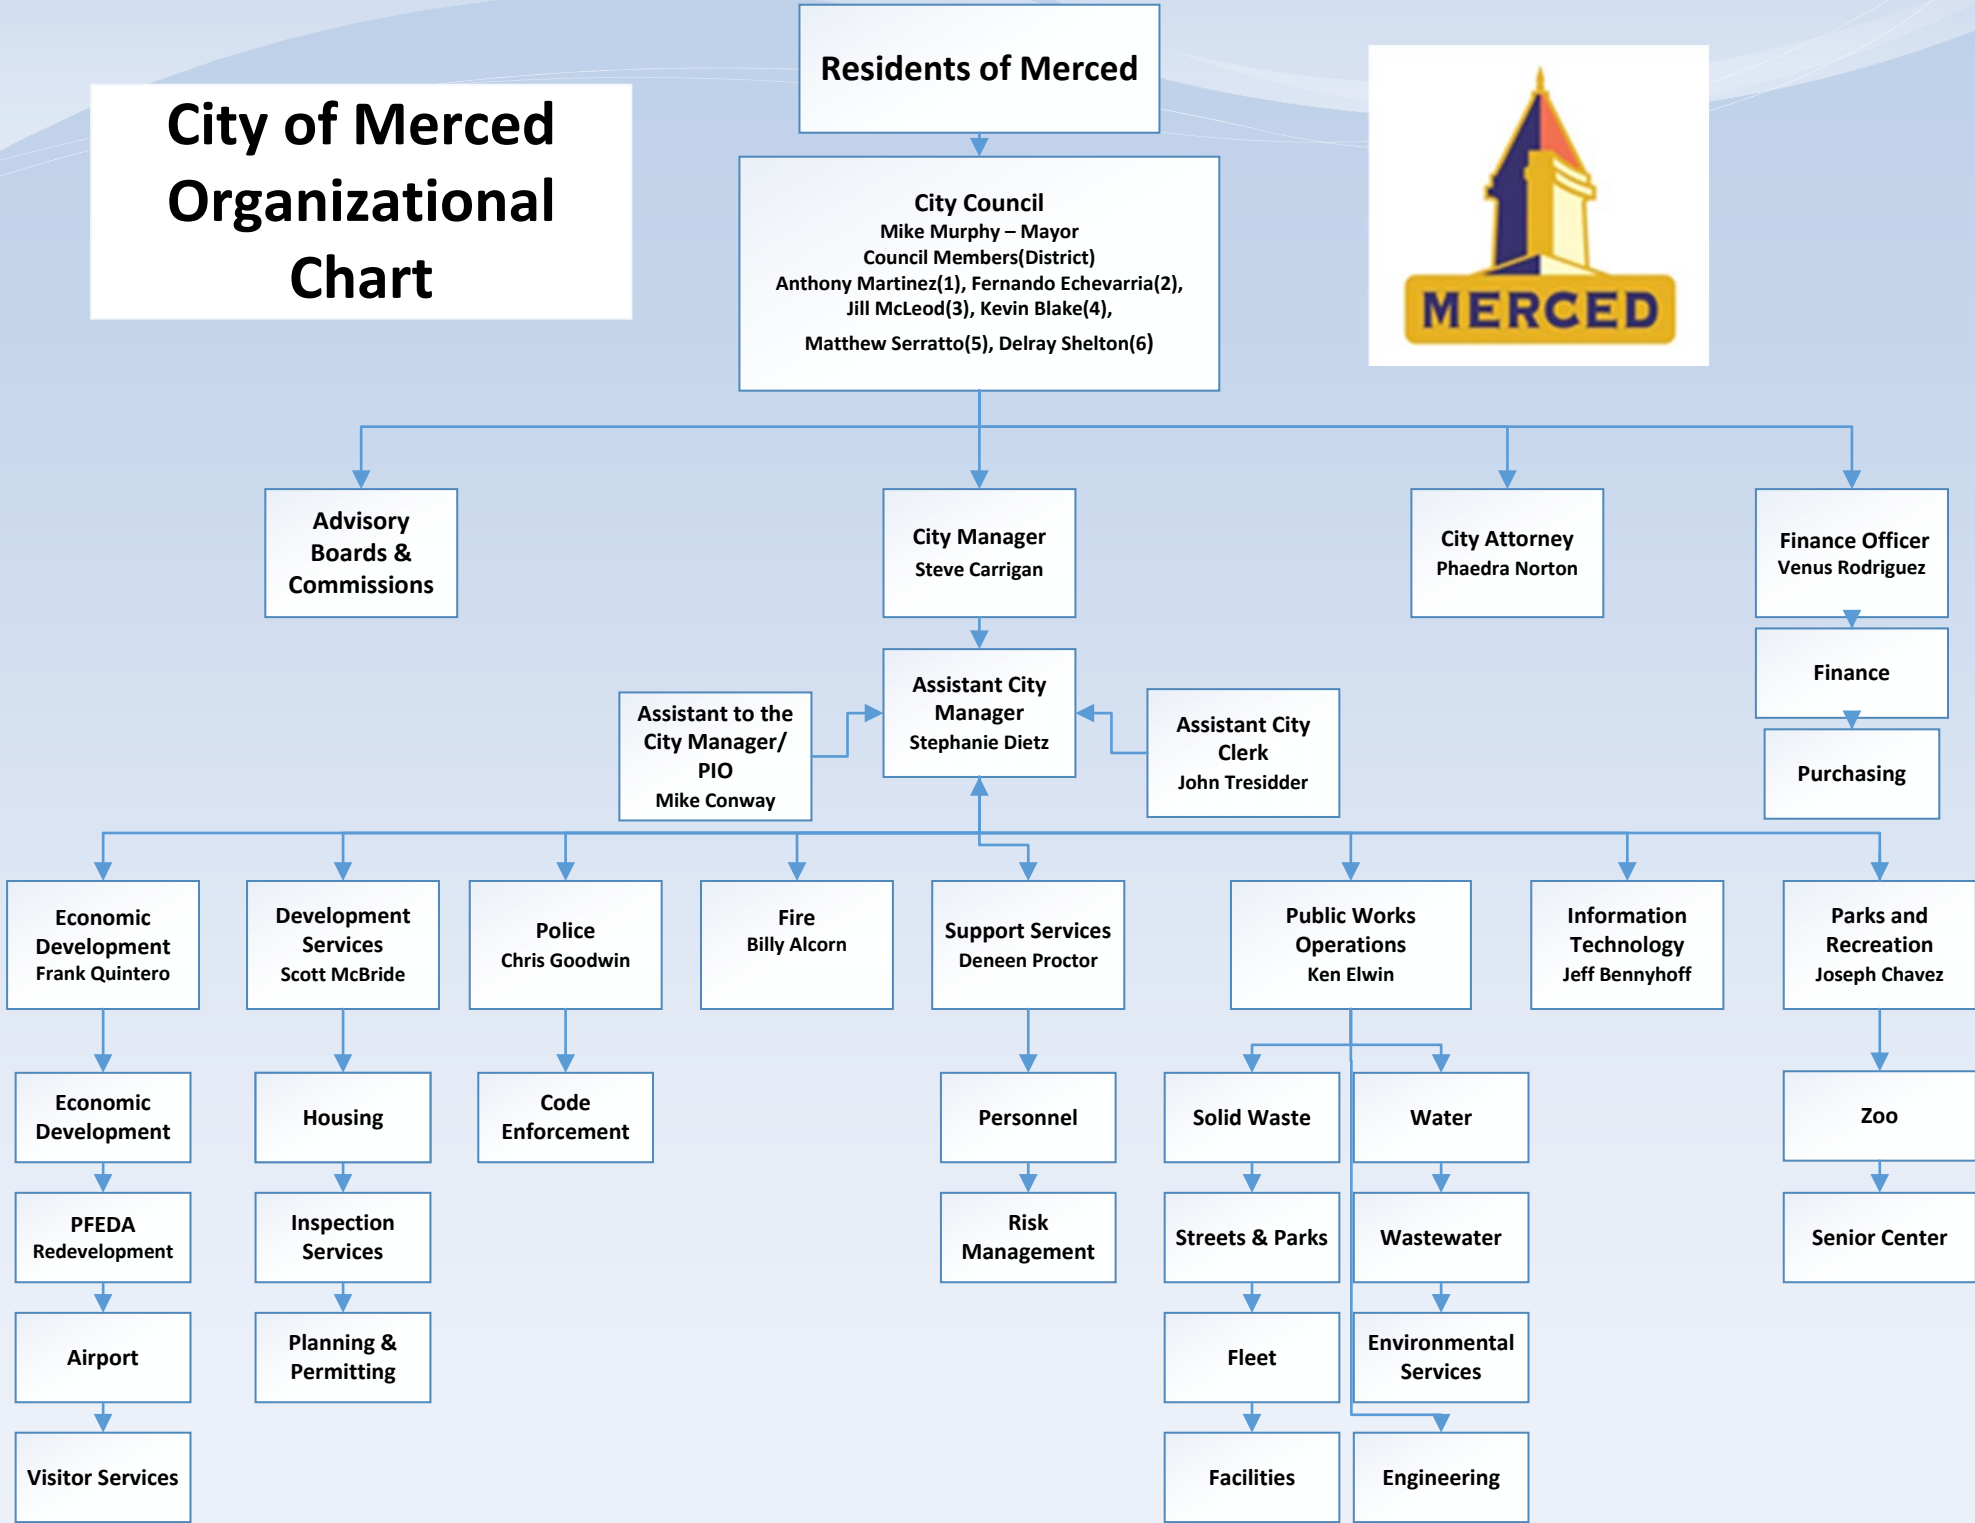 Residents of Merced
City of Merced
Organizational
Chart
City Council
Mike Murphy – Mayor
Council Members(District)
Anthony Martinez(1), Fernando Echevarria(2),
Jill McLeod(3), Kevin Blake(4),
Matthew Serratto(5), Delray Shelton(6)
MERCED
Advisory
Boards &
Commissions
City Manager
Steve Carrigan
City Attorney
Phaedra Norton
Finance Officer
Venus Rodriguez
Finance
Purchasing
Assistant to the
City Manager/
PIO
Mike Conway
Assistant City
Manager
Stephanie Dietz
Assistant City
Clerk
John Tresidder
Economic
Development
Frank Quintero
Development
Services
Scott McBride
Police
Chris Goodwin
Fire
Billy Alcorn
Support Services
Deneen Proctor
Public Works
Operations
Ken Elwin
Information
Technology
Jeff Bennyhoff
Parks and
Recreation
Joseph Chavez
Economic
Development
Housing
Code
Enforcement
Personnel
Solid Waste
Water
Zoo
PFEDA
Redevelopment
Inspection
Services
Risk
Management
Streets & Parks
Wastewater
Senior Center
Airport
Planning &
Permitting
Fleet
Environmental
Services
Visitor Services
Facilities
Engineering